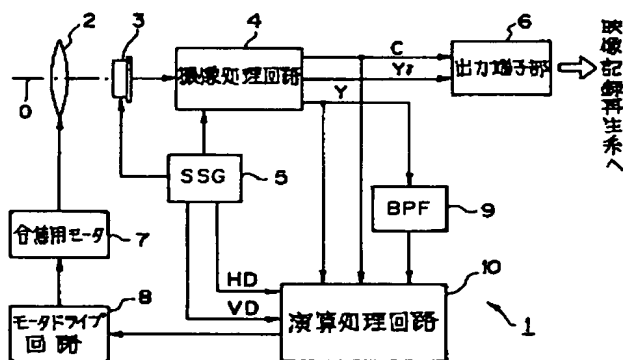 2
3
4
撮像処理回路
C
Yγ
Y
6
出力端子部
映像記録再生系へ
O
SSG
5
BPF
9
合焦用モータ
7
HD
VD
10
演算処理回路
1
8
モータドライブ
回路